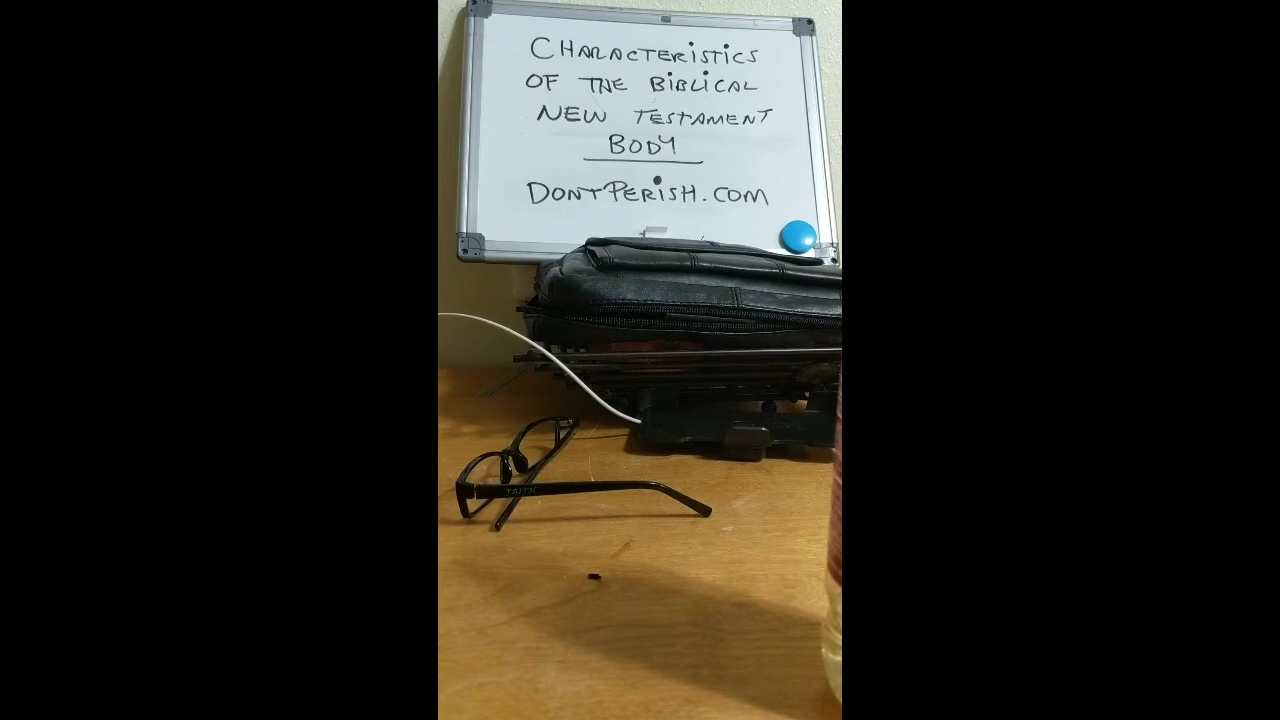 CHARACTERiSTiCS
OF THE BiBLiCAL
NEW TESTAMENT
BODY
DONTPERiSH.COM